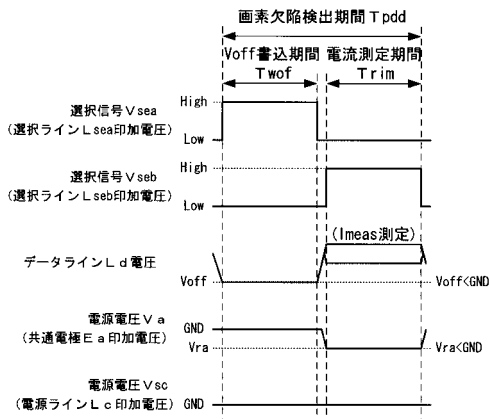 画素欠陥検出期間Tpdd
Voff書込期間 電流測定期間
Twof Trim
選択信号Vsea
(選択ラインLsea印加電圧)
High
Low
選択信号Vseb
(選択ラインLseb印加電圧)
High
Low
(Imeas測定)
データラインLd電圧
Voff
Voff<GND
電源電圧Va
(共通電極Ea印加電圧)
GND
Vra
Vra<GND
電源電圧Vsc
(電源ラインLc印加電圧)
GND